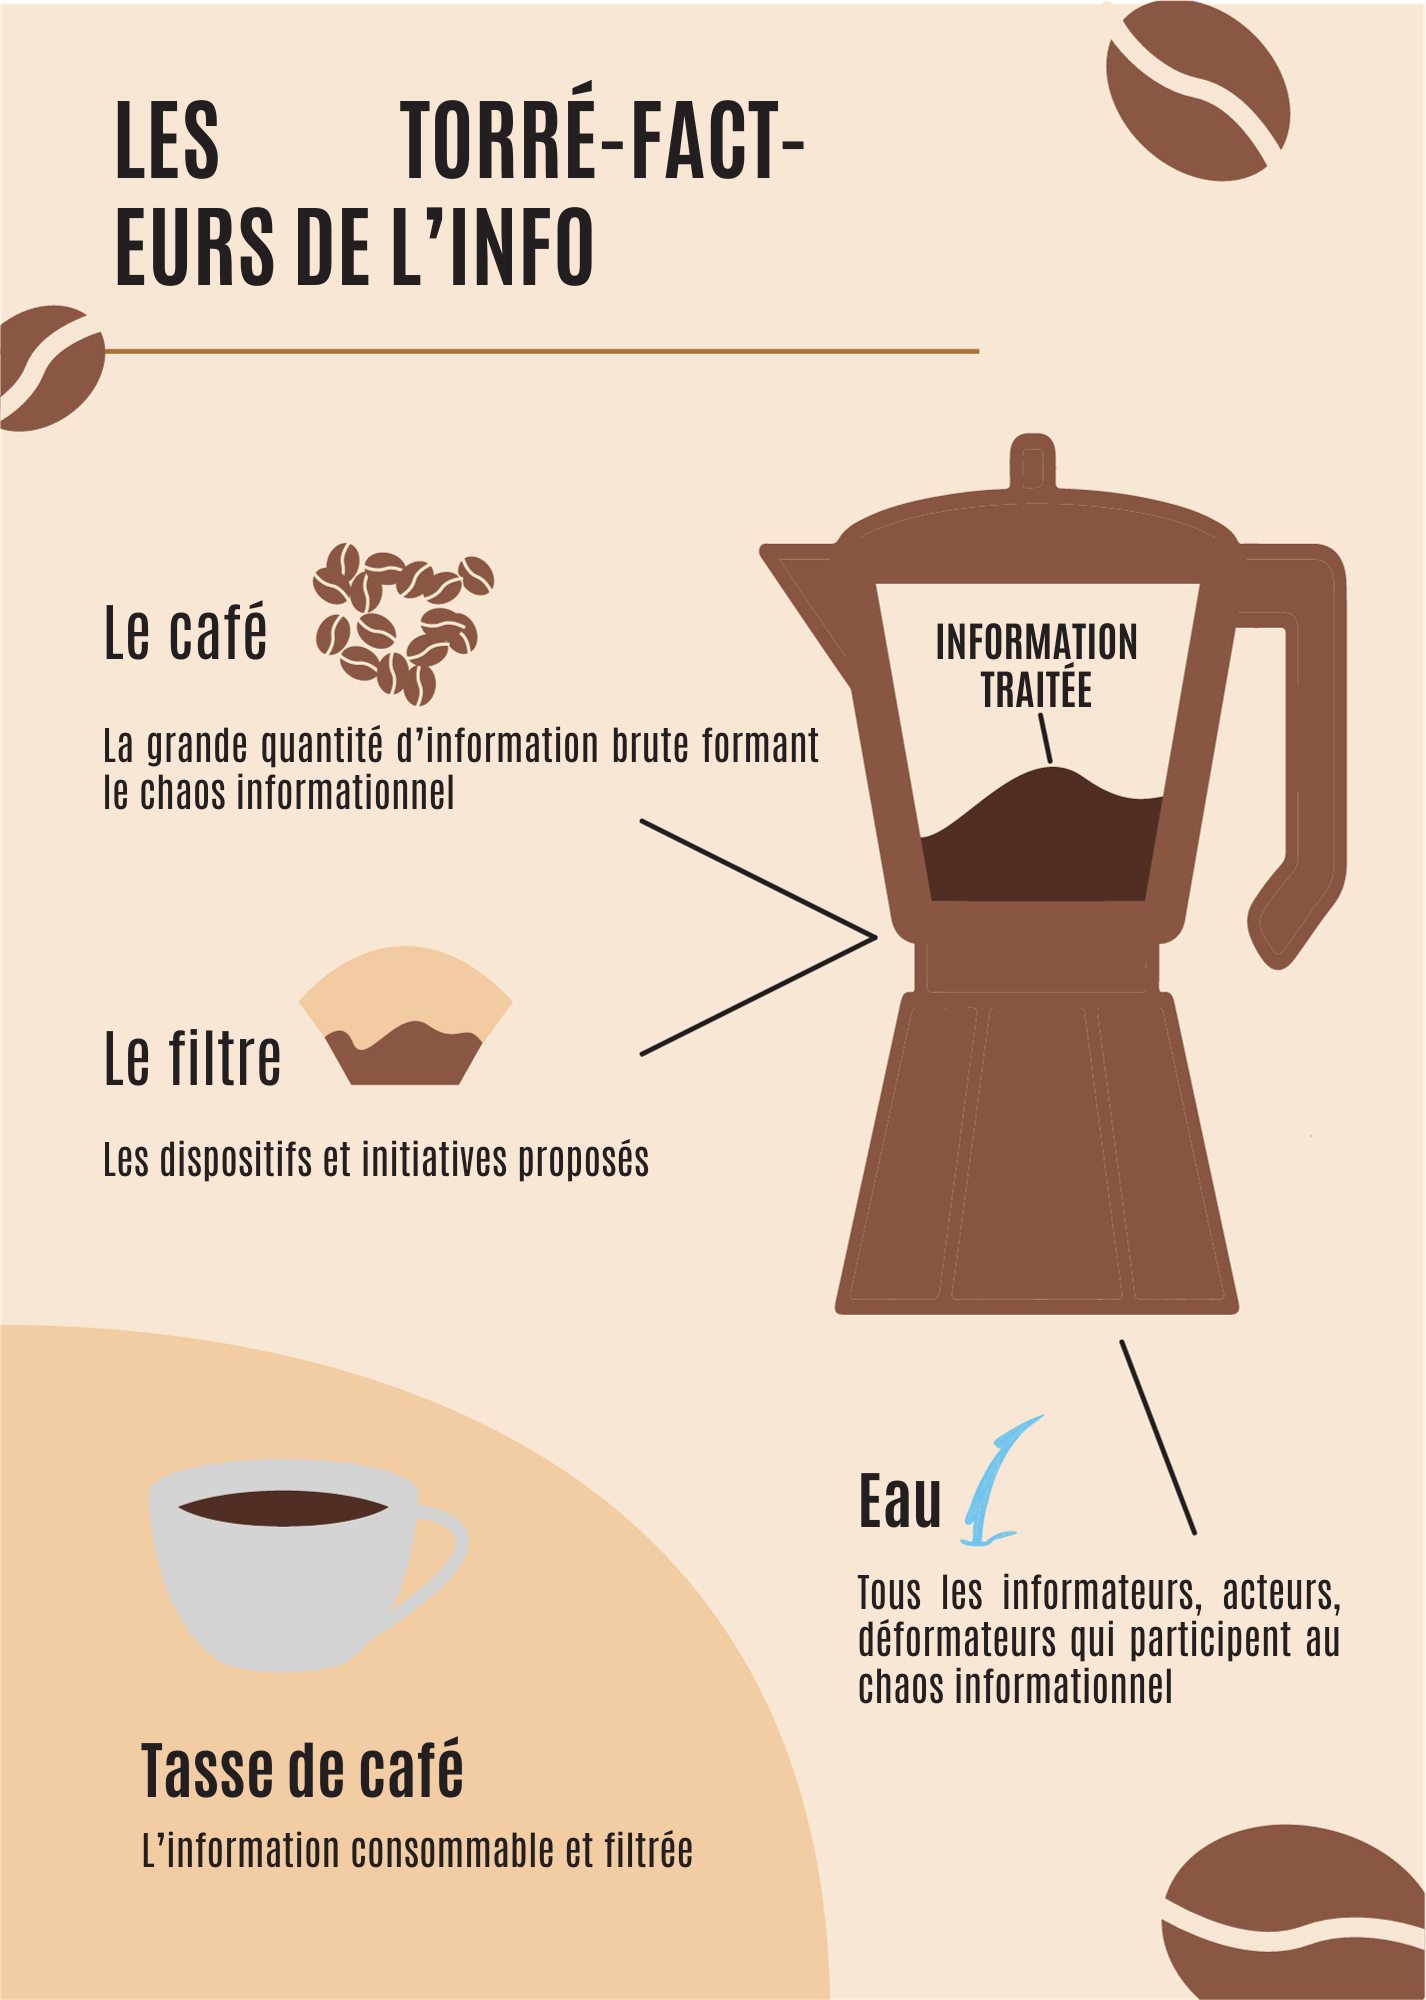 LES TORRÉ-FACT-
EURS DE L’INFO
Le café
La grande quantité d’information brute formant
le chaos informationnel
INFORMATION
TRAITÉE
Le filtre
Les dispositifs et initiatives proposés
Eau
Tous les informateurs, acteurs,
déformateurs qui participent au
chaos informationnel
Tasse de café
L’information consommable et filtrée